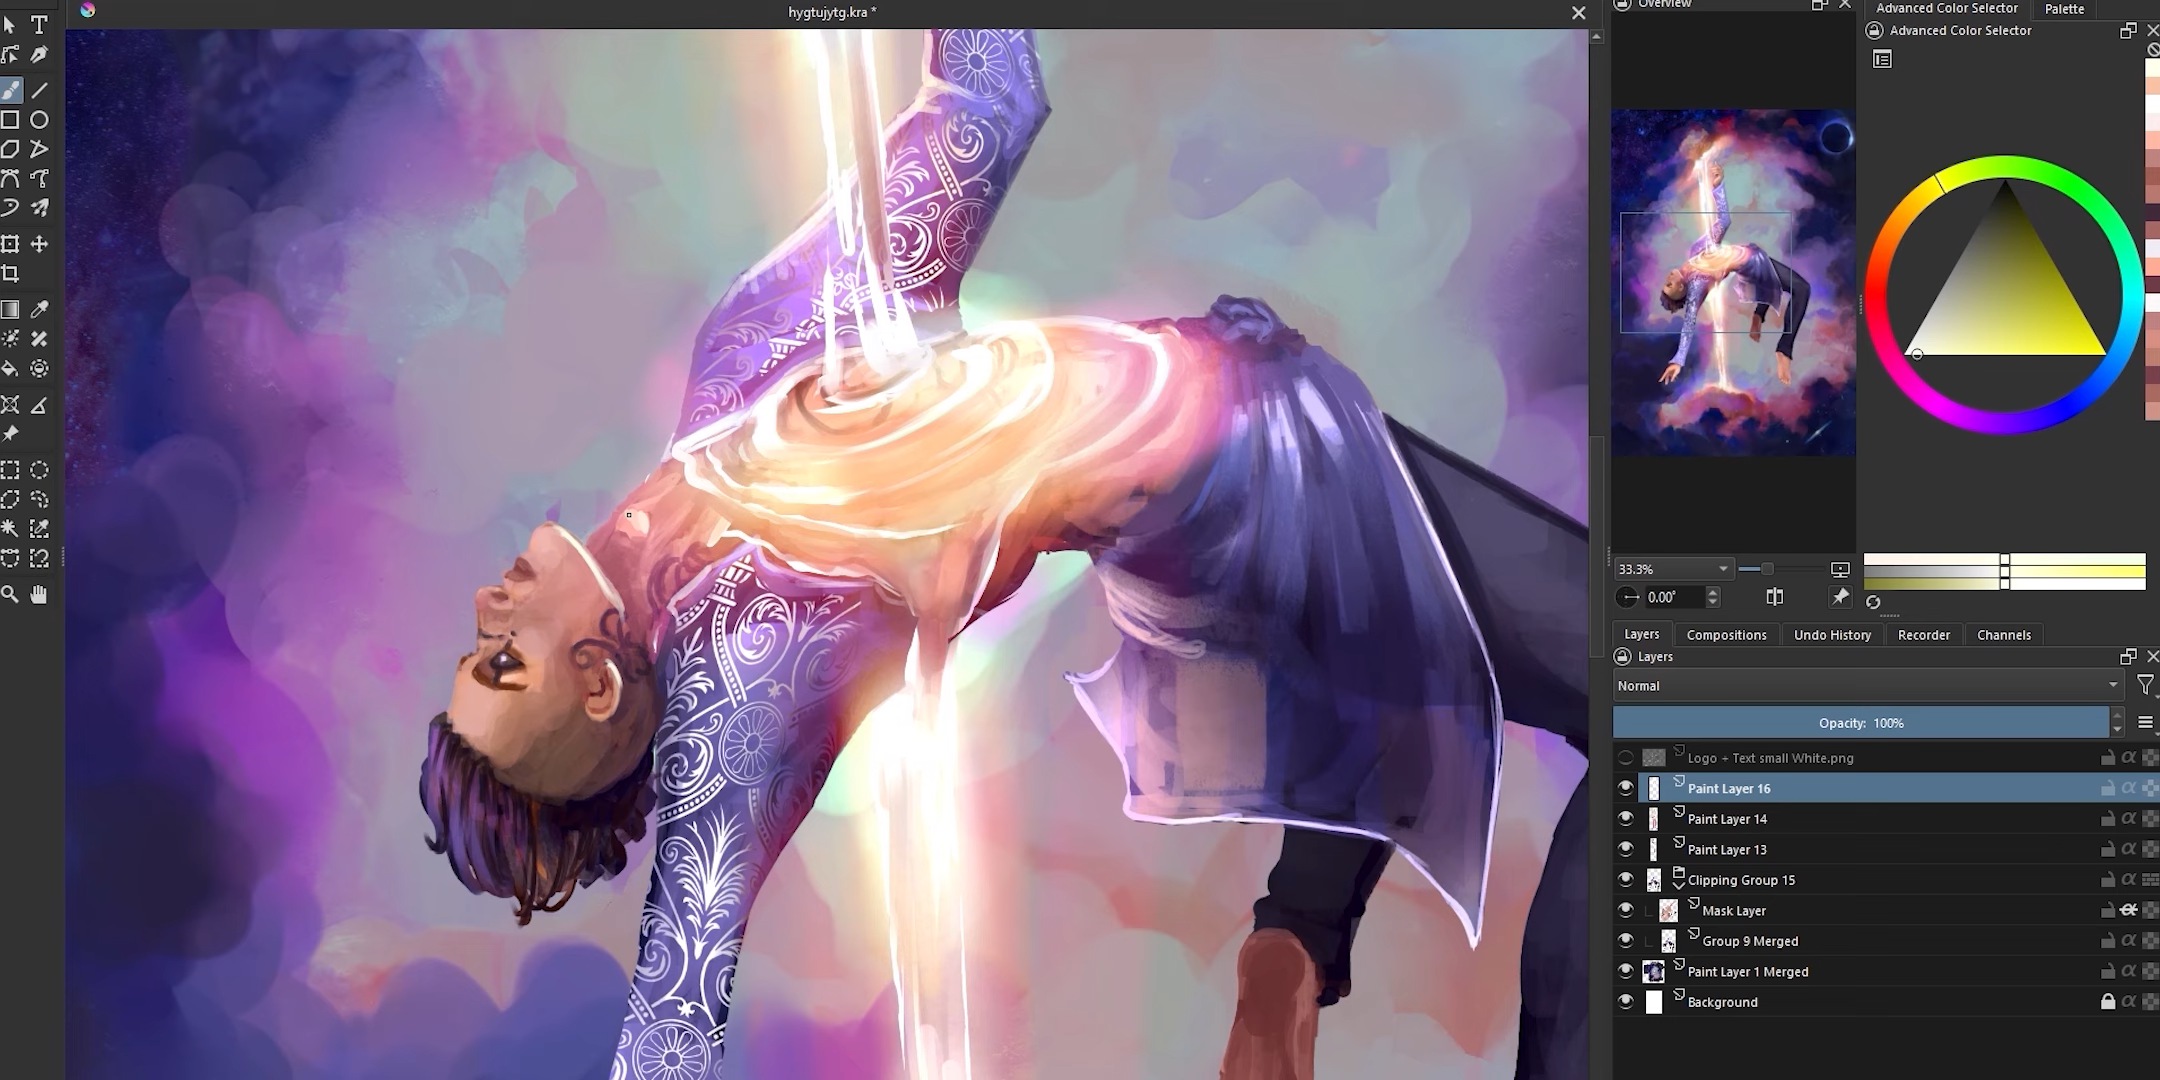 hygtujytg.kra *
Overview
Advanced Color Selector
Palette
Advanced Color Selector
33.3%
0.00°
Layers
Compositions
Undo History
Recorder
Channels
Layers
Normal
Opacity: 100%
Logo + Text small White.png
Paint Layer 16
Paint Layer 14
Paint Layer 13
Clipping Group 15
Mask Layer
Group 9 Merged
Paint Layer 1 Merged
Background